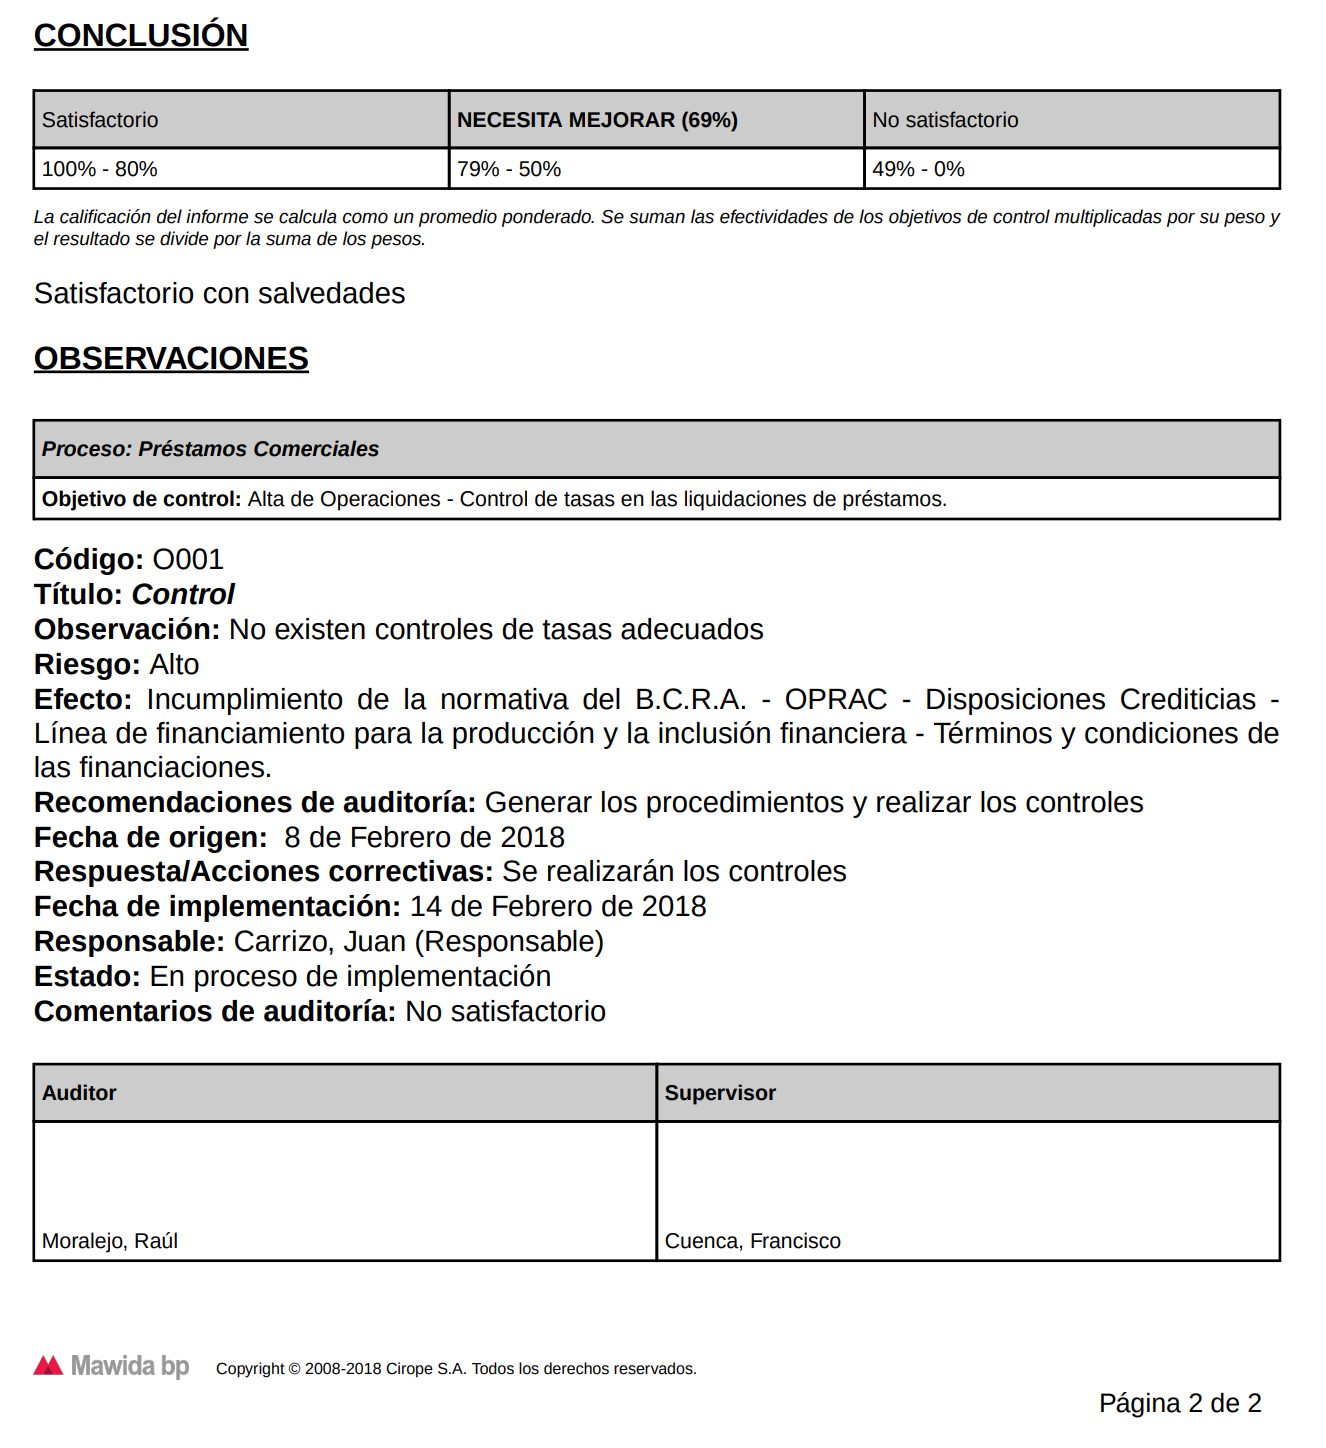 CONCLUSIÓN
Satisfactorio NECESITA MEJORAR (69%) No satisfactorio
100% - 80% 79% - 50% 49% - 0%
La calificación del informe se calcula como un promedio ponderado. Se suman las efectividades de los objetivos de control multiplicadas por su peso y
el resultado se divide por la suma de los pesos.
Satisfactorio con salvedades
OBSERVACIONES
Proceso: Préstamos Comerciales
Objetivo de control: Alta de Operaciones - Control de tasas en las liquidaciones de préstamos.
Código: O001
Título: Control
Observación: No existen controles de tasas adecuados
Riesgo: Alto
Efecto: Incumplimiento de la normativa del B.C.R.A. - OPRAC - Disposiciones Crediticias -
Línea de financiamiento para la producción y la inclusión financiera - Términos y condiciones de
las financiaciones.
Recomendaciones de auditoría: Generar los procedimientos y realizar los controles
Fecha de origen: 8 de Febrero de 2018
Respuesta/Acciones correctivas: Se realizarán los controles
Fecha de implementación: 14 de Febrero de 2018
Responsable: Carrizo, Juan (Responsable)
Estado: En proceso de implementación
Comentarios de auditoría: No satisfactorio
Auditor Supervisor
Moralejo, Raúl Cuenca, Francisco
Mawida bp Copyright © 2008-2018 Cirope S.A. Todos los derechos reservados.
Página 2 de 2